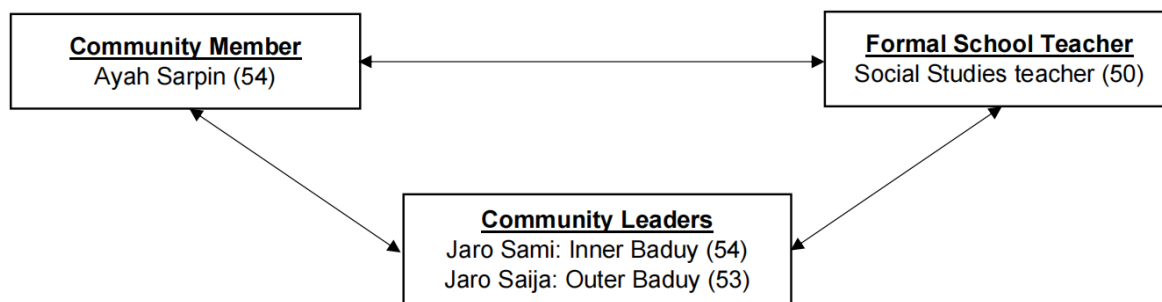 Community Member
Ayah Sarpin (54)
Formal School Teacher
Social Studies teacher (50)
Community Leaders
Jaro Sami: Inner Baduy (54)
Jaro Saija: Outer Baduy (53)